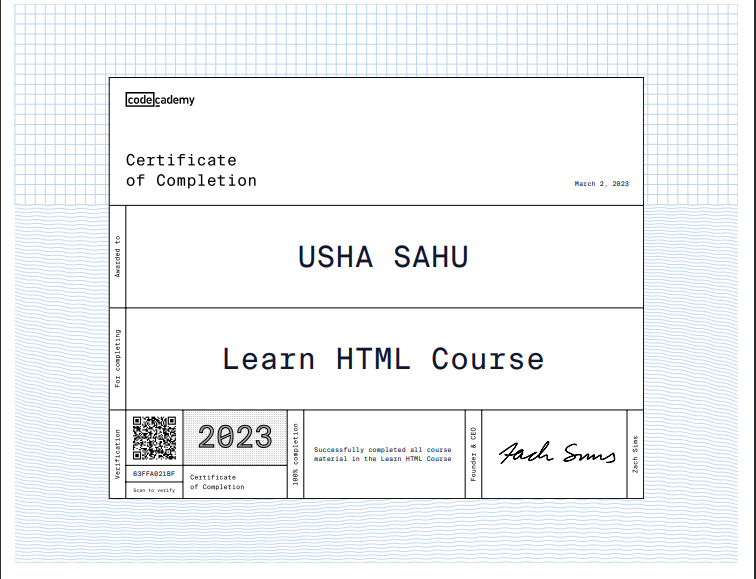 codecademy
Certificate
of Completion
March 2, 2023
Awarded to
USHA SAHU
For completing
Learn HTML Course
Verification
63FFA021BF
Scan to verify
2023
Certificate
of Completion
100% completion
Successfully completed all course
material in the Learn HTML Course
Founder & CEO
Zach Sims
Zach Sims